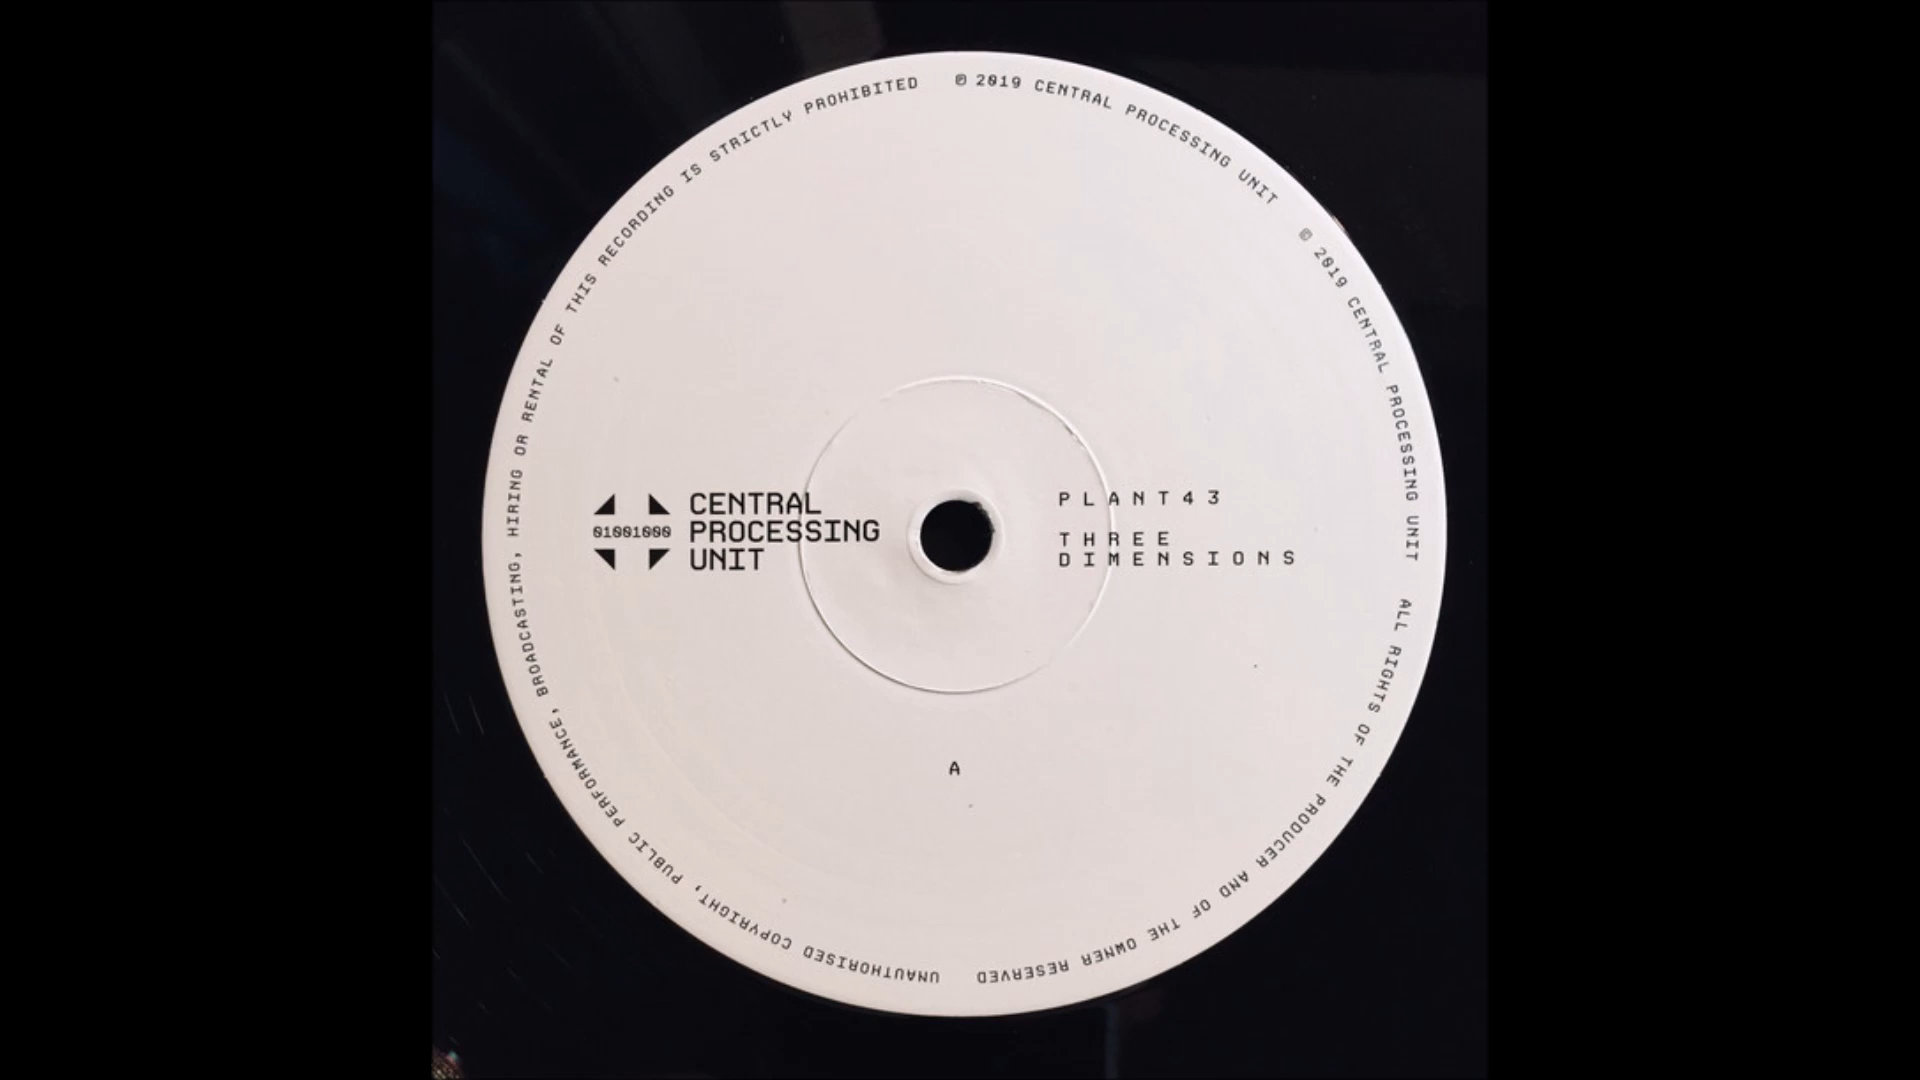 ℗ 2019 CENTRAL PROCESSING UNIT © 2019 CENTRAL PROCESSING UNIT ALL RIGHTS OF THE PRODUCER AND OF THE OWNER RESERVED UNAUTHORISED COPYRIGHT, PUBLIC PERFORMANCE, BROADCASTING, HIRING OR RENTAL OF THIS RECORDING IS STRICTLY PROHIBITED
01001000
CENTRAL
PROCESSING
UNIT
PLANT43
THREE
DIMENSIONS
A